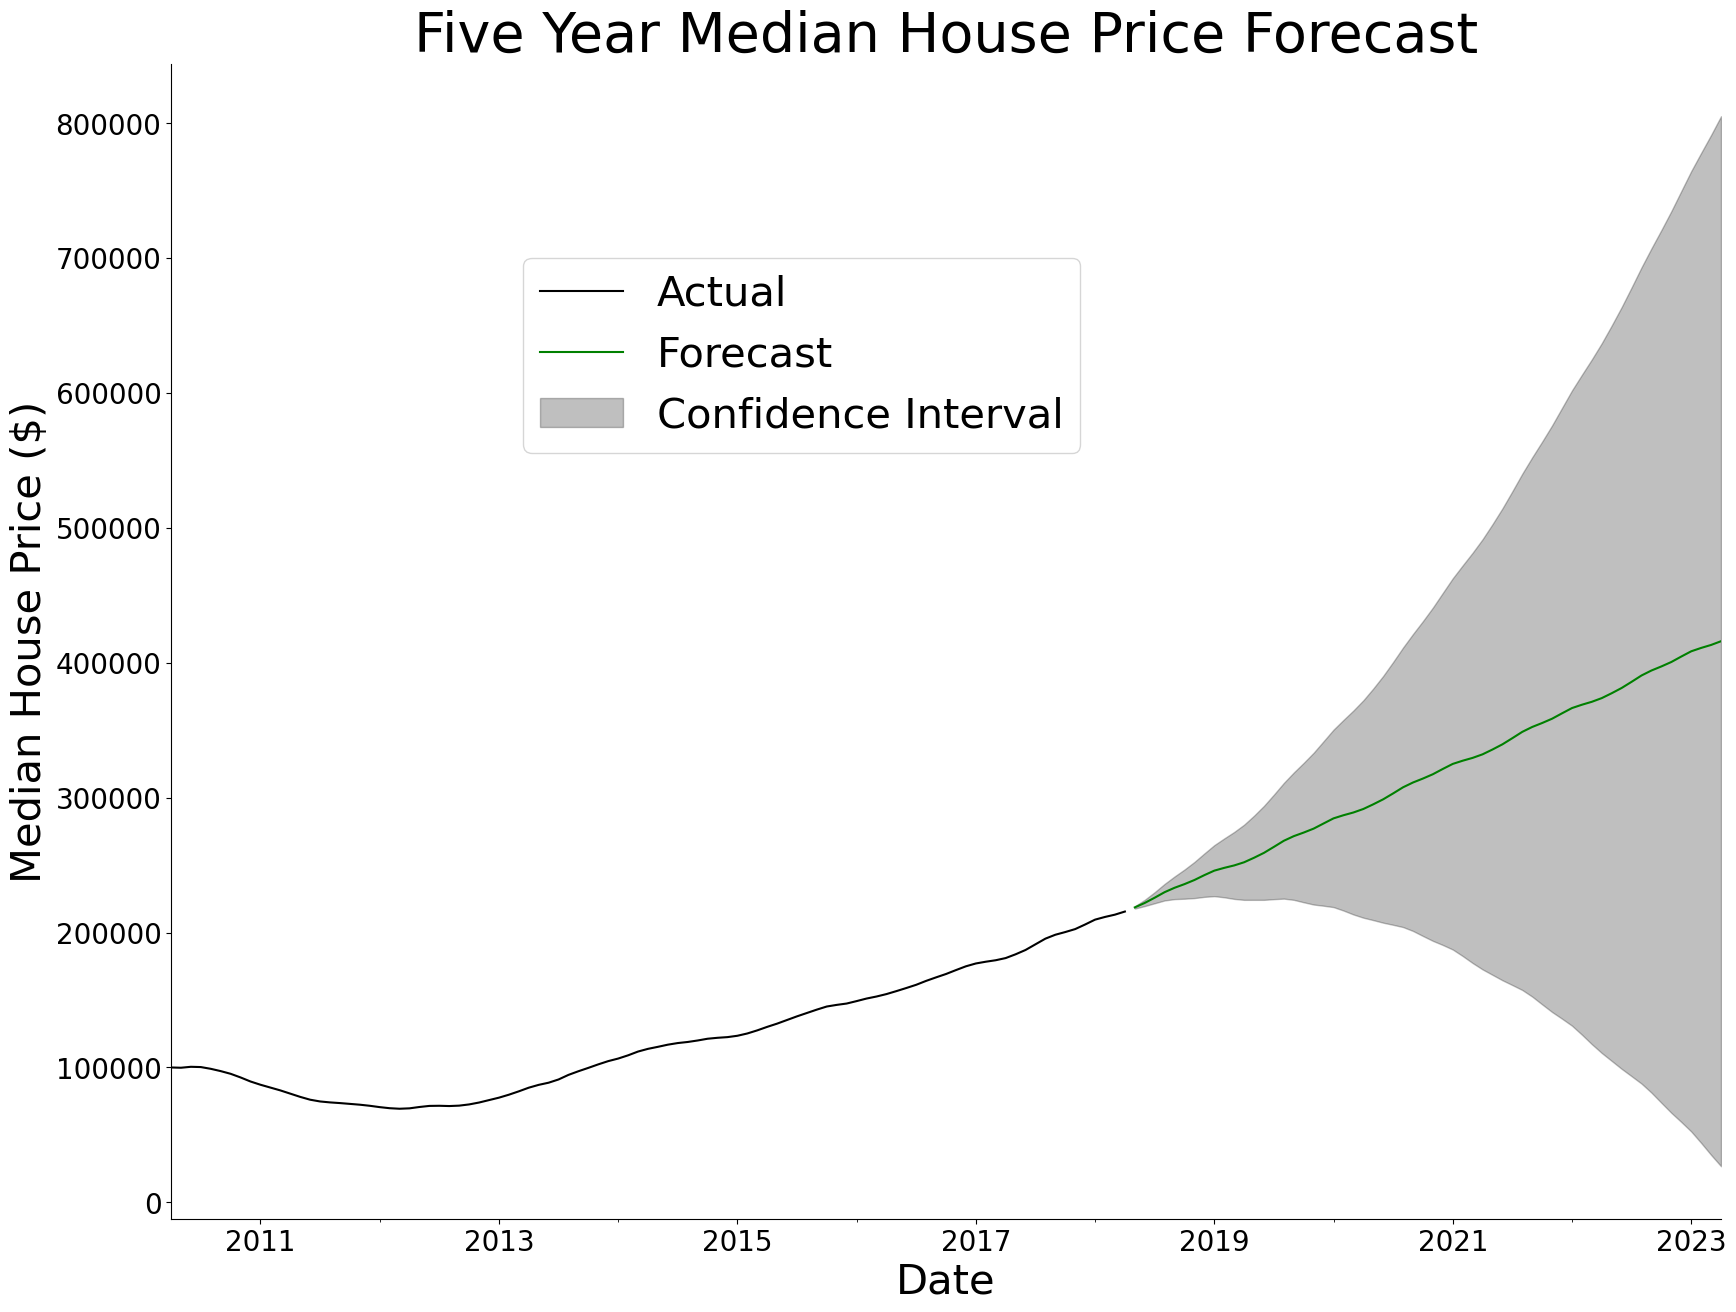 Five Year Median House Price Forecast
Median House Price ($)
800000
700000
600000
500000
400000
300000
200000
100000
0
Actual
Forecast
Confidence Interval
2011 2013 2015 2017 2019 2021 2023
Date